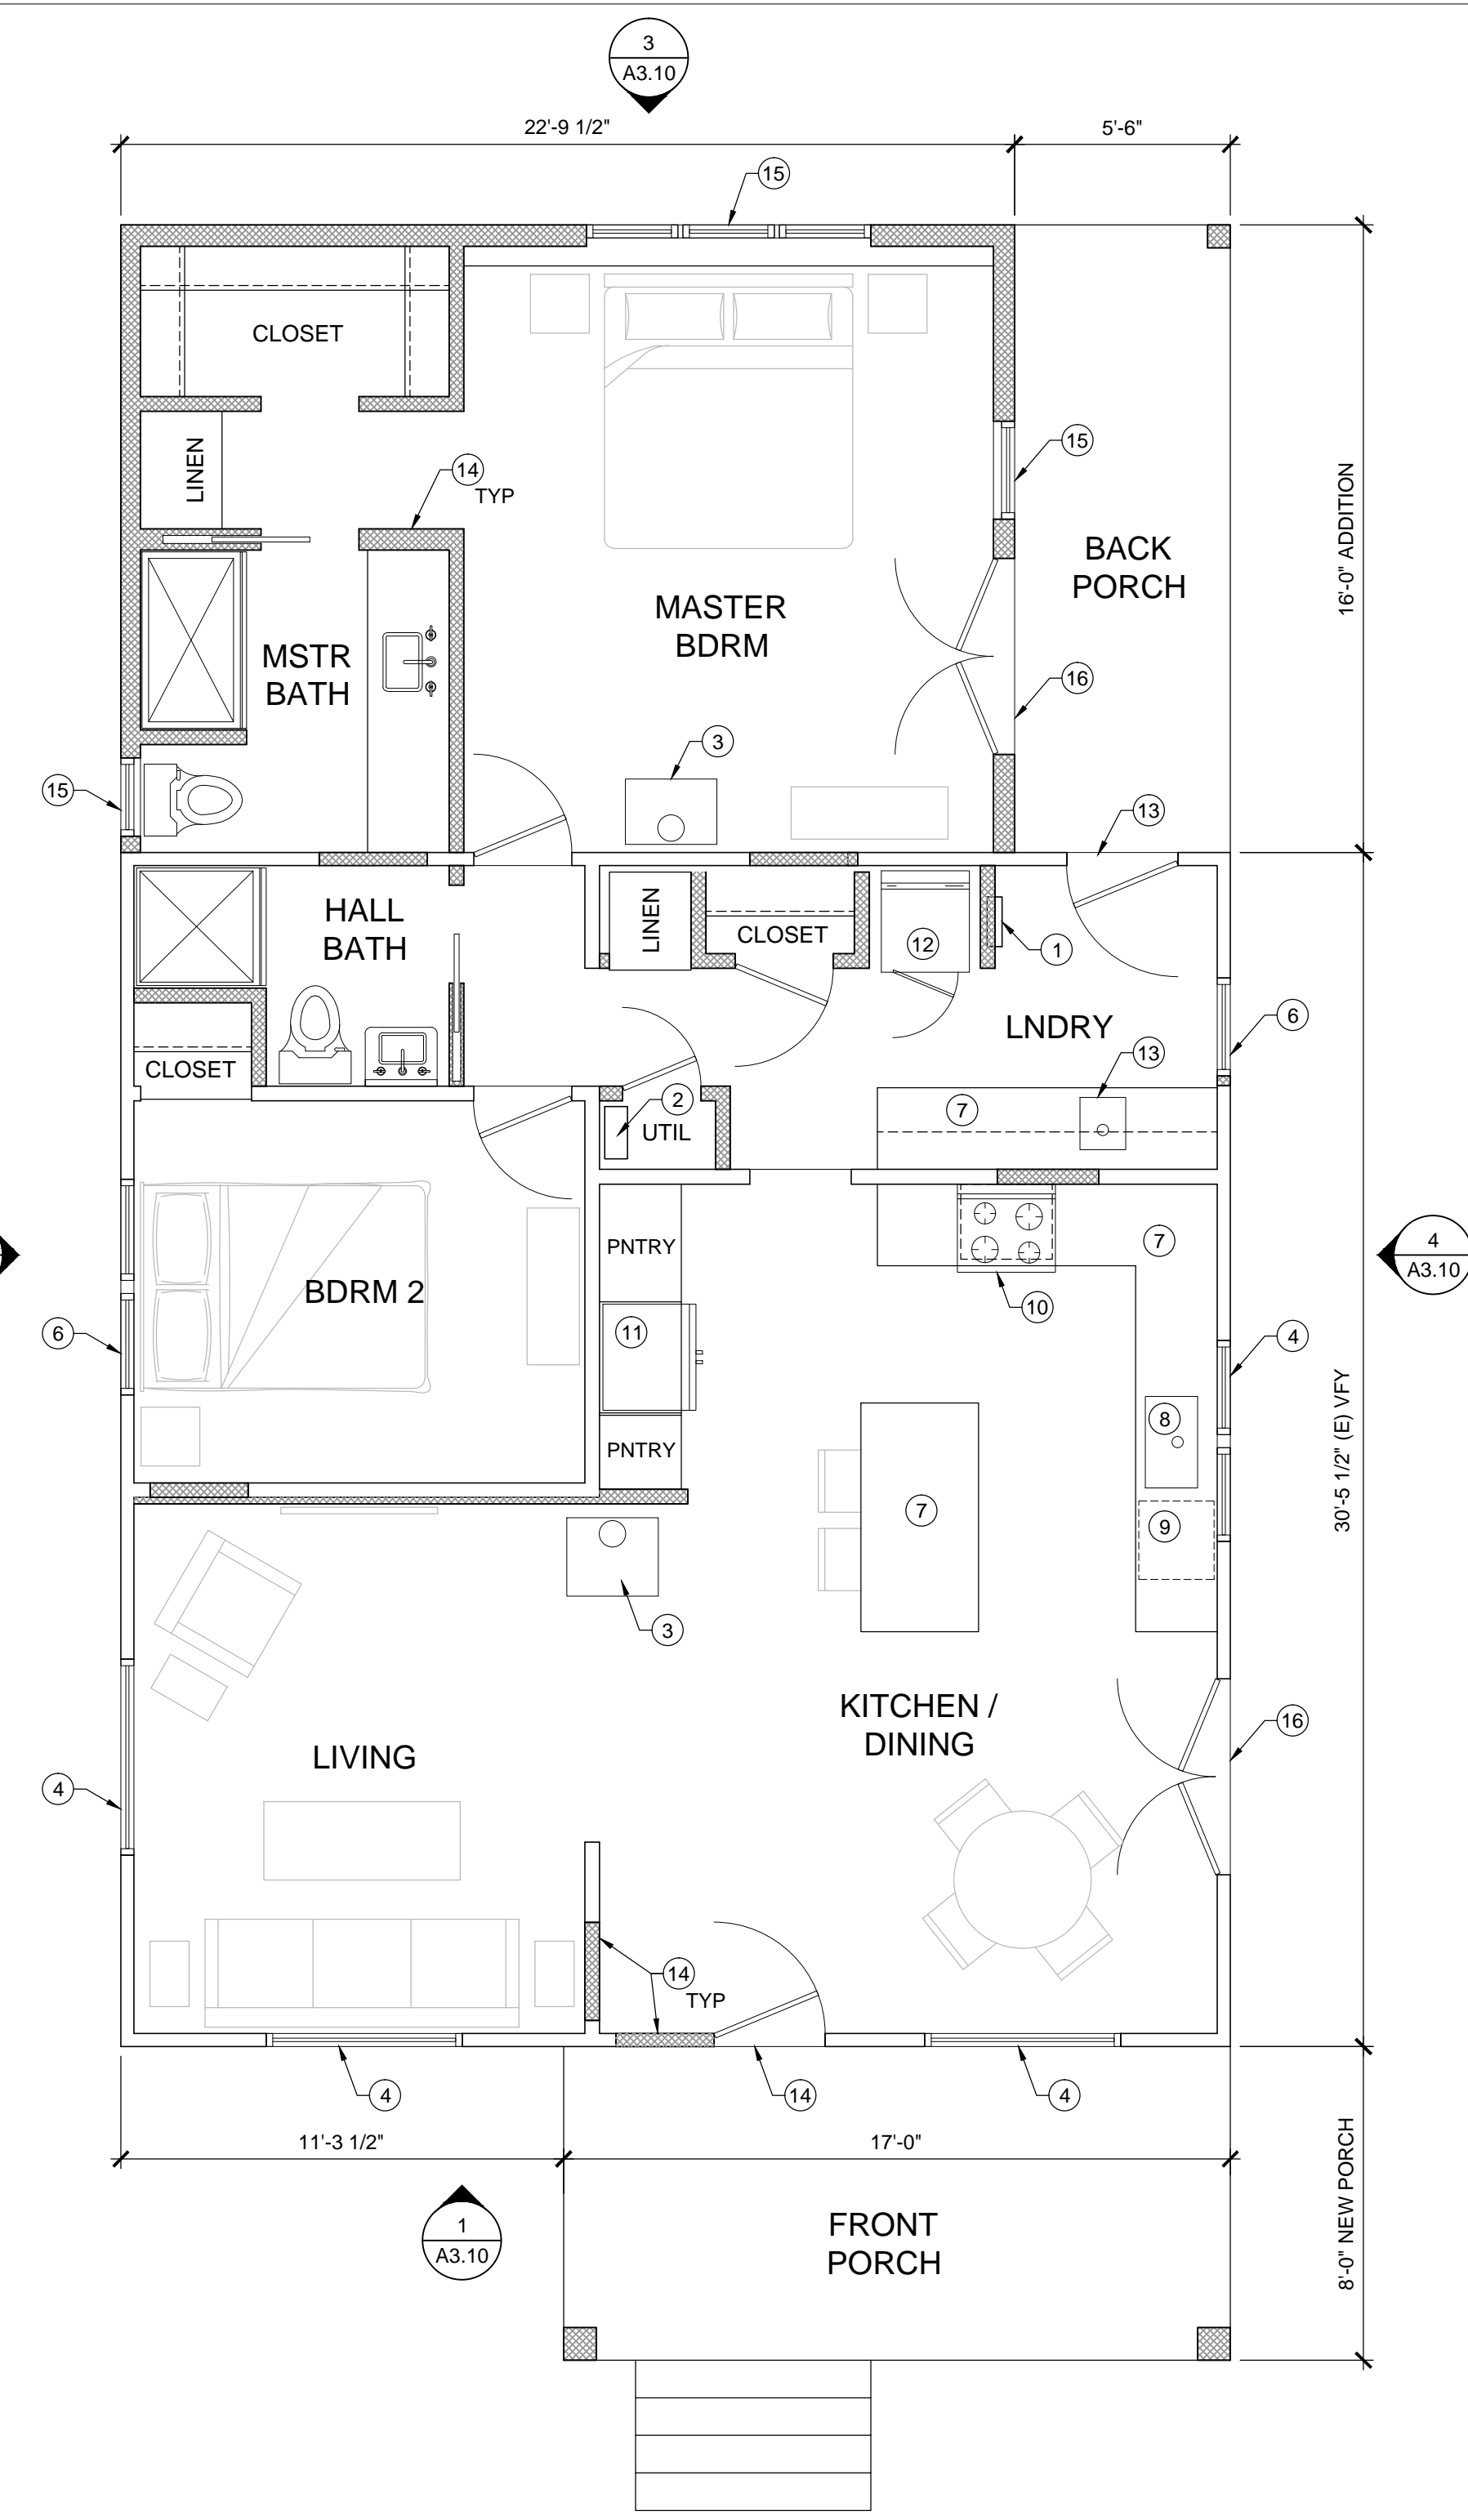 3
A3.10
22'-9 1/2"
5'-6"
15
CLOSET
LINEN
14
TYP
15
16'-0" ADDITION
BACK
PORCH
MASTER
BDRM
MSTR
BATH
16
3
15
13
HALL
BATH
LINEN
CLOSET
12
1
LNDRY
6
13
CLOSET
2
UTIL
7
PNTRY
7
4
A3.10
BDRM 2
10
11
6
4
8
30'-5 1/2" (E) VFY
PNTRY
7
9
3
KITCHEN /
DINING
16
LIVING
4
14
TYP
4
14
4
11'-3 1/2"
17'-0"
8'-0" NEW PORCH
1
A3.10
FRONT
PORCH